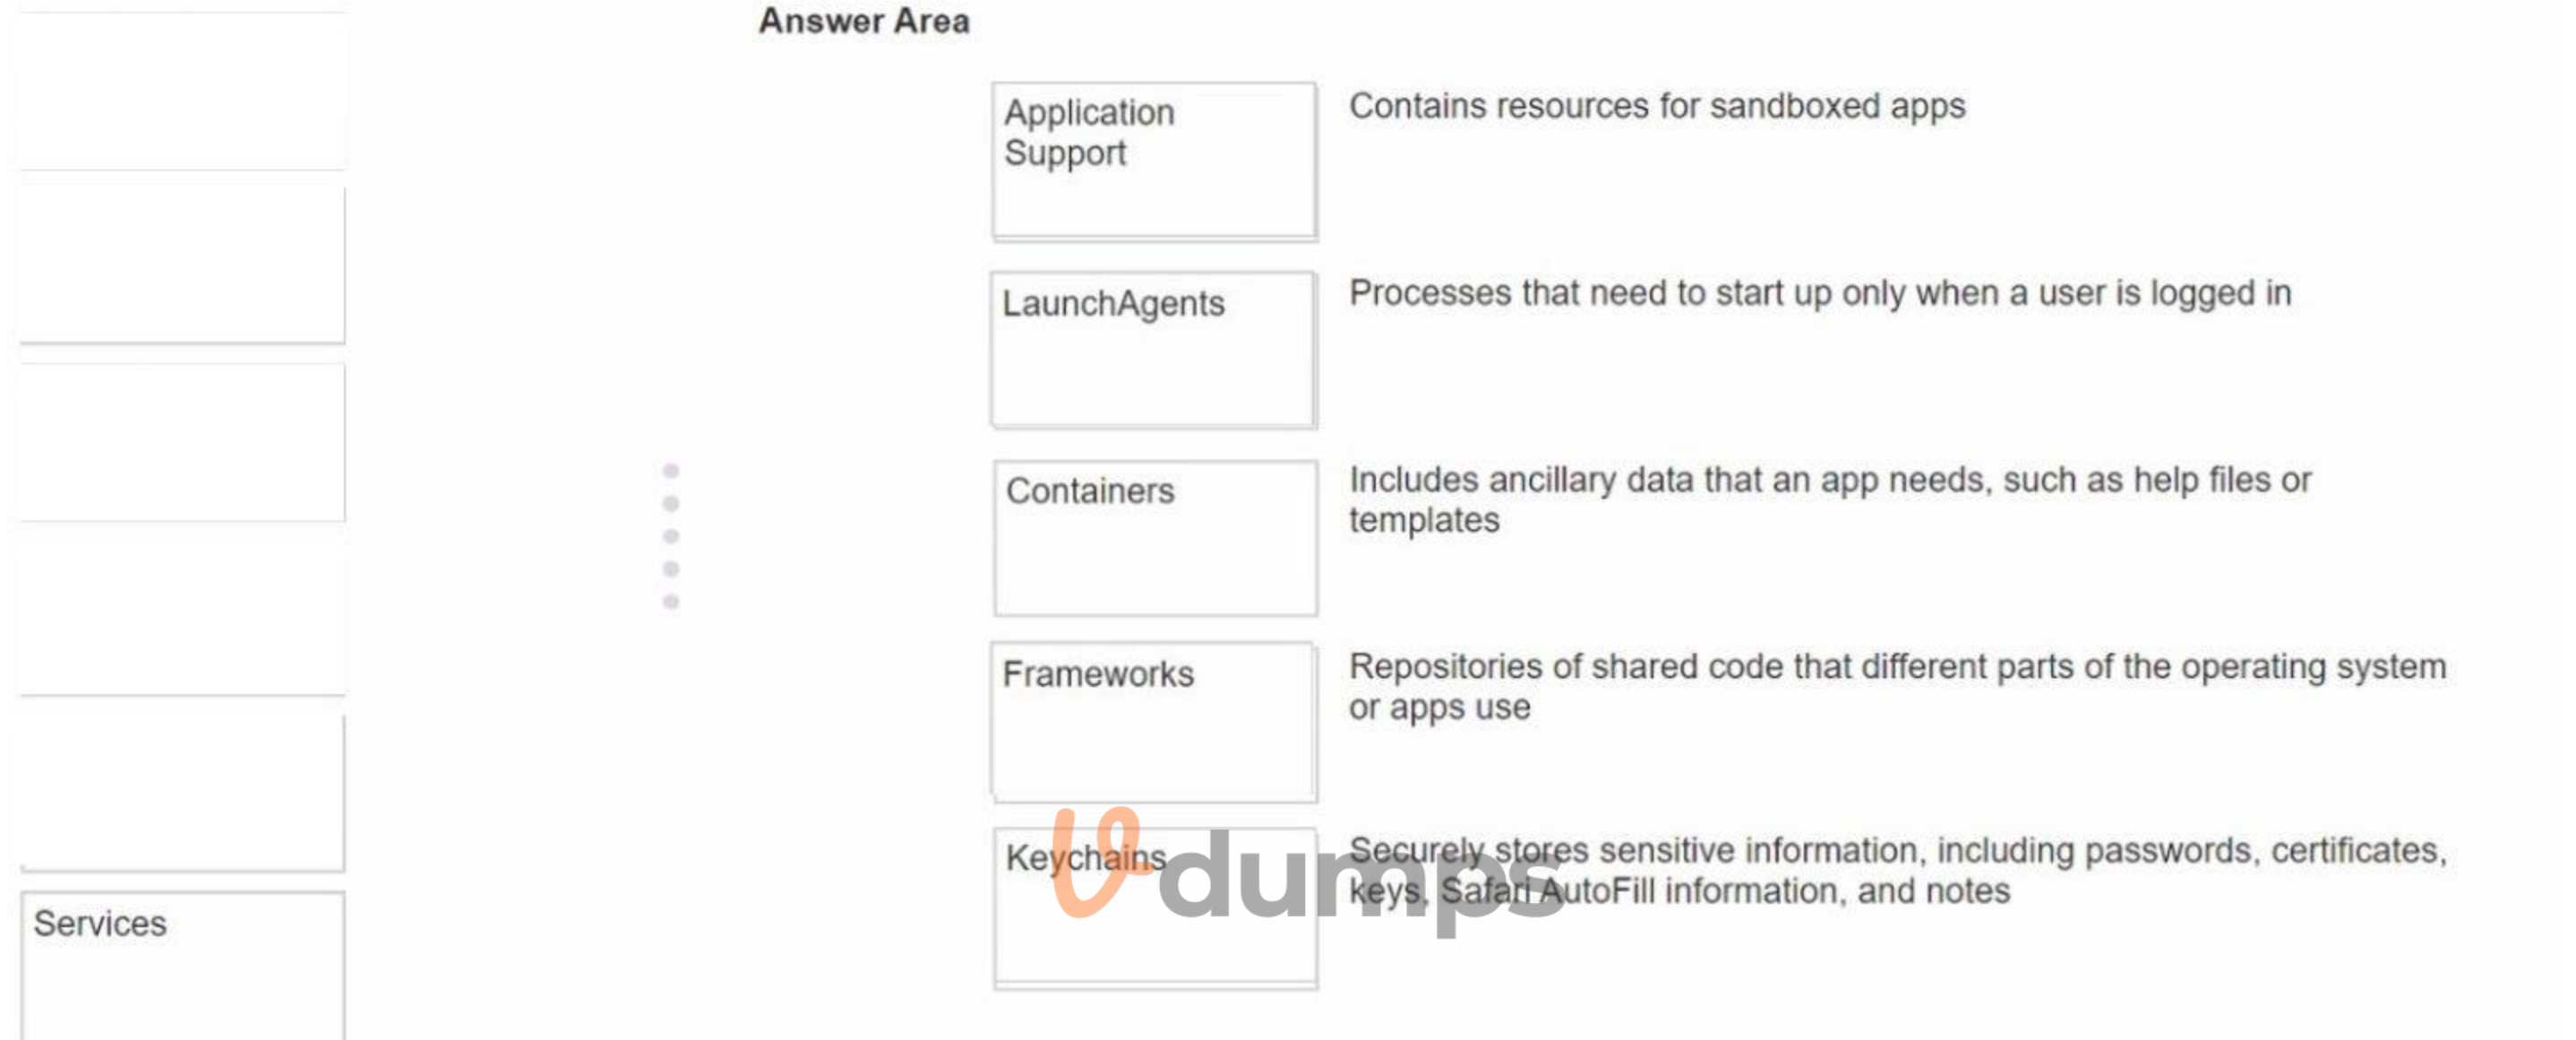 Answer Area
Application
Support
Contains resources for sandboxed apps
LaunchAgents
Processes that need to start up only when a user is logged in
Containers
Includes ancillary data that an app needs, such as help files or
templates
Frameworks
Repositories of shared code that different parts of the operating system
or apps use
Keychains
Securely stores sensitive information, including passwords, certificates,
keys, Safari AutoFill information, and notes
dumps
Services